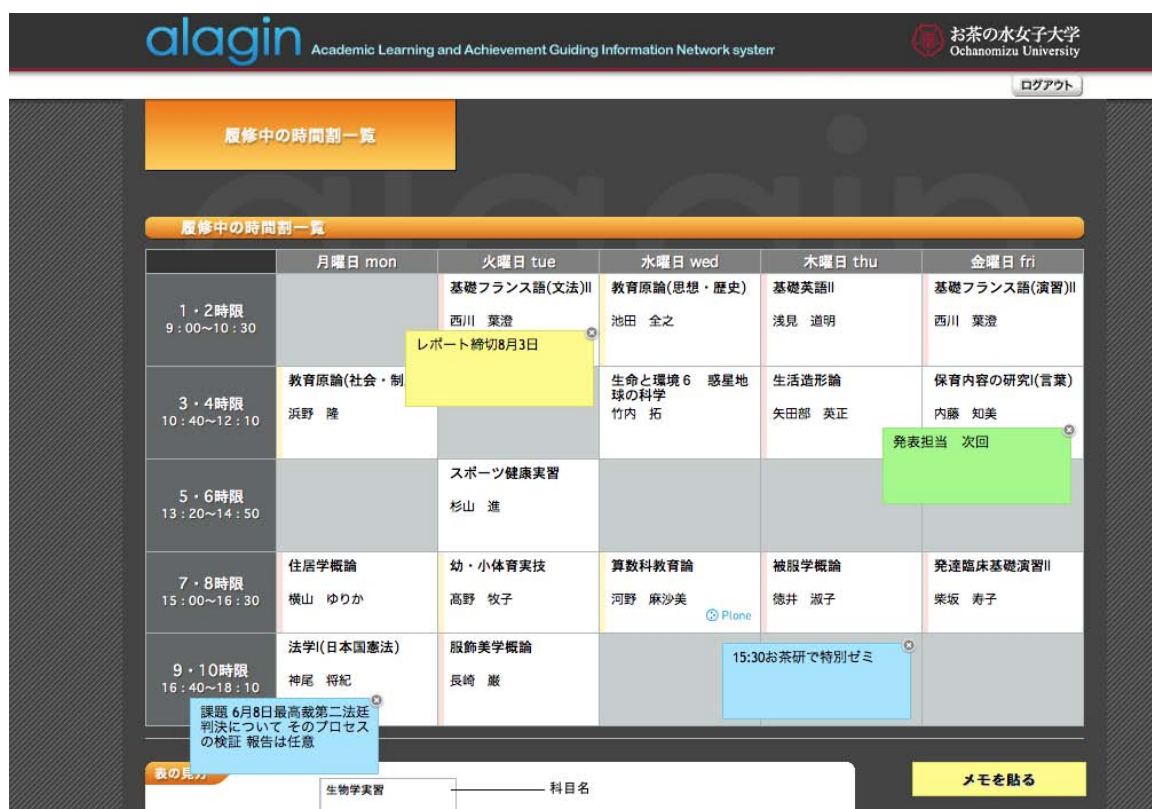 alagin Academic Learning and Achievement Guiding Information Network system
お茶の水女子大学
Ochanomizu University
ログアウト
履修中の時間割一覧
履修中の時間割一覧
月曜日 mon 火曜日 tue 水曜日 wed 木曜日 thu 金曜日 fri
1・2時限
9:00~10:30
基礎フランス語(文法)II
西川 葉澄
教育原論(思想・歴史)
池田 全之
基礎英語II
浅見 道明
基礎フランス語(演習)II
西川 葉澄
レポート締切8月3日
3・4時限
10:40~12:10
教育原論(社会・制
浜野 隆
生命と環境6 惑星地
球の科学
竹内 拓
生活造形論
矢田部 英正
保育内容の研究I(言葉)
内藤 知美
発表担当 次回
5・6時限
13:20~14:50
スポーツ健康実習
杉山 進
7・8時限
15:00~16:30
住居学概論
横山 ゆりか
幼・小体育実技
高野 牧子
算数科教育論
河野 麻沙美
Plone
被服学概論
徳井 淑子
発達臨床基礎演習II
柴坂 寿子
9・10時限
16:40~18:10
法学I(日本国憲法)
神尾 将紀
服飾美学概論
長崎 巌
15:30お茶研で特別ゼミ
課題 6月8日最高裁第二法廷
判決について そのプロセス
の検証 報告は任意
表の見方
生物学実習
科目名
メモを貼る